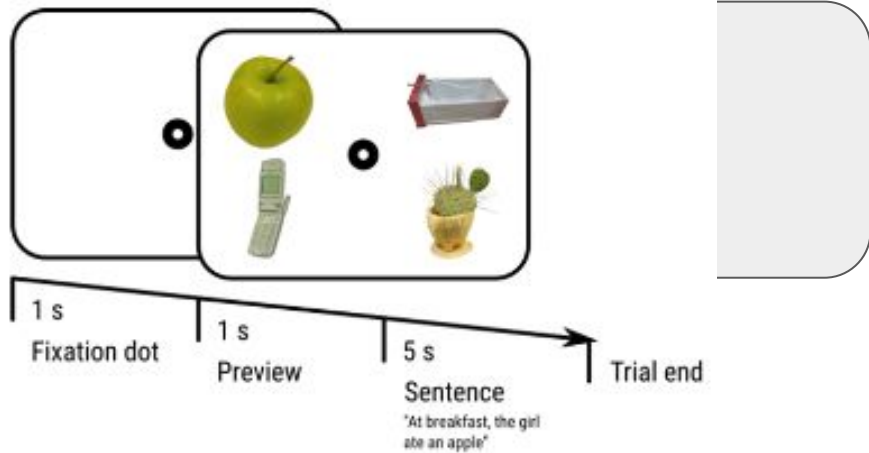 1 s
Fixation dot
1 s
Preview
5 s
Sentence
"At breakfast, the girl
ate an apple"
Trial end